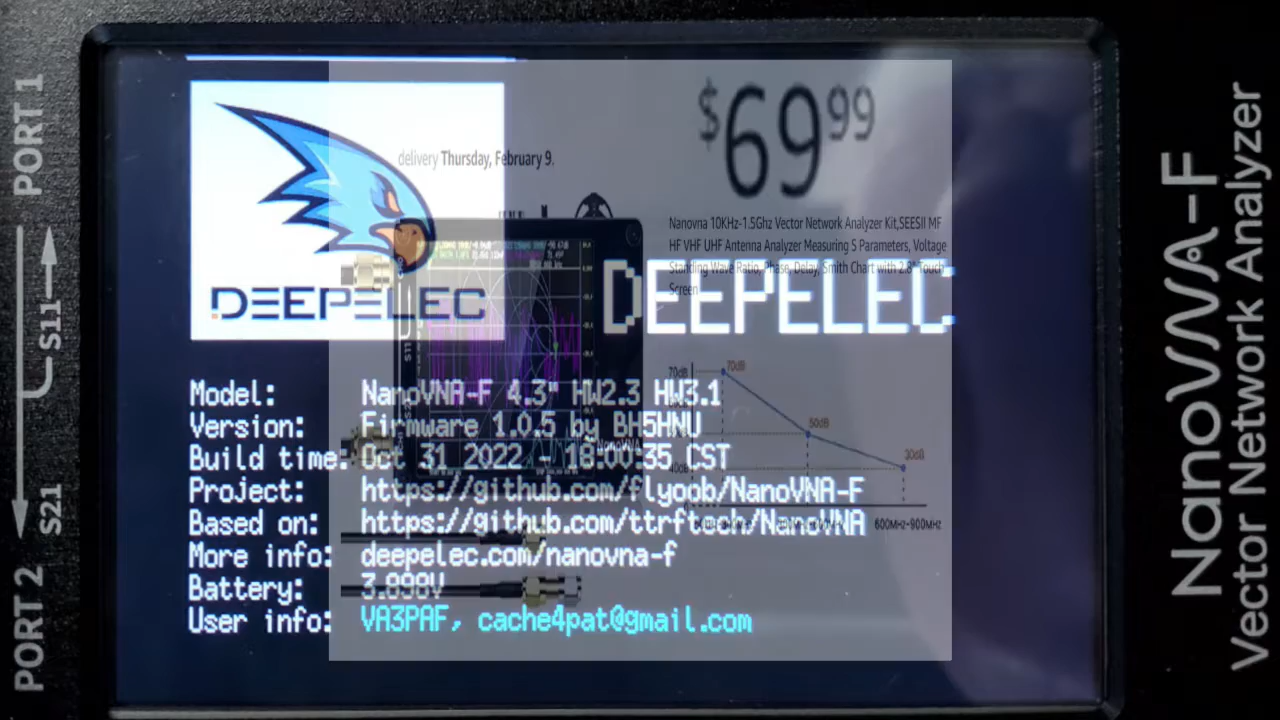 PORT 1
S11
S21
PORT 2
$69.99
delivery Thursday, February 9.
Nanovna 10KHz-1.5Ghz Vector Network Analyzer Kit,SEESII MF
HF VHF UHF Antenna Analyzer Measuring S Parameters, Voltage
Standing Wave Ratio, Phase, Delay, Smith Chart with 2.8" Touch
Screen
DEEPELEC
DEEPELEC
70dB
70dB
50dB
30dB
600MHz-900MHz
Model: NanoVNA-F 4.3" HW2.3 HW3.1
Version: Firmware 1.0.5 by BH5HNU
Build time: Oct 31 2022 - 18:00:35 CST
Project: https://github.com/flyoob/NanoVNA-F
Based on: https://github.com/ttrftech/NanoVNA
More info: deepelec.com/nanovna-f
Battery: 3.898V
User info: VA3PAF, cache4pat@gmail.com
NanoVNA-F
Vector Network Analyzer